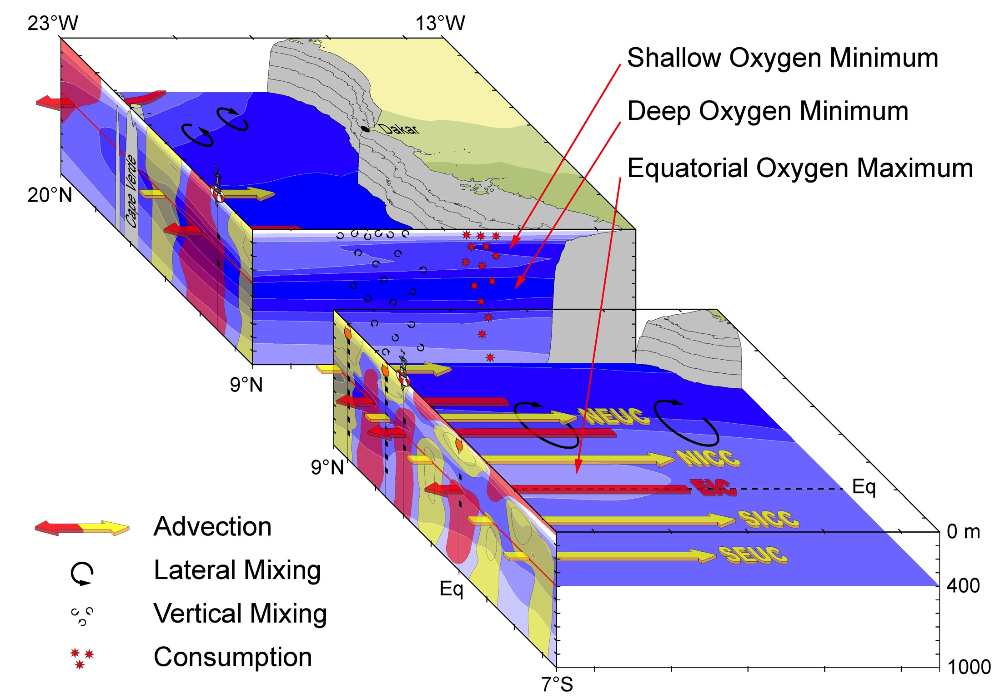 23°W
13°W
Shallow Oxygen Minimum
Deep Oxygen Minimum
Equatorial Oxygen Maximum
Dakar
20°N
Cape Verde
9°N
9°N
NEUC
NICC
EIC
Eq
SICC
SEUC
0 m
400
1000
Eq
7°S
Advection
Lateral Mixing
Vertical Mixing
Consumption